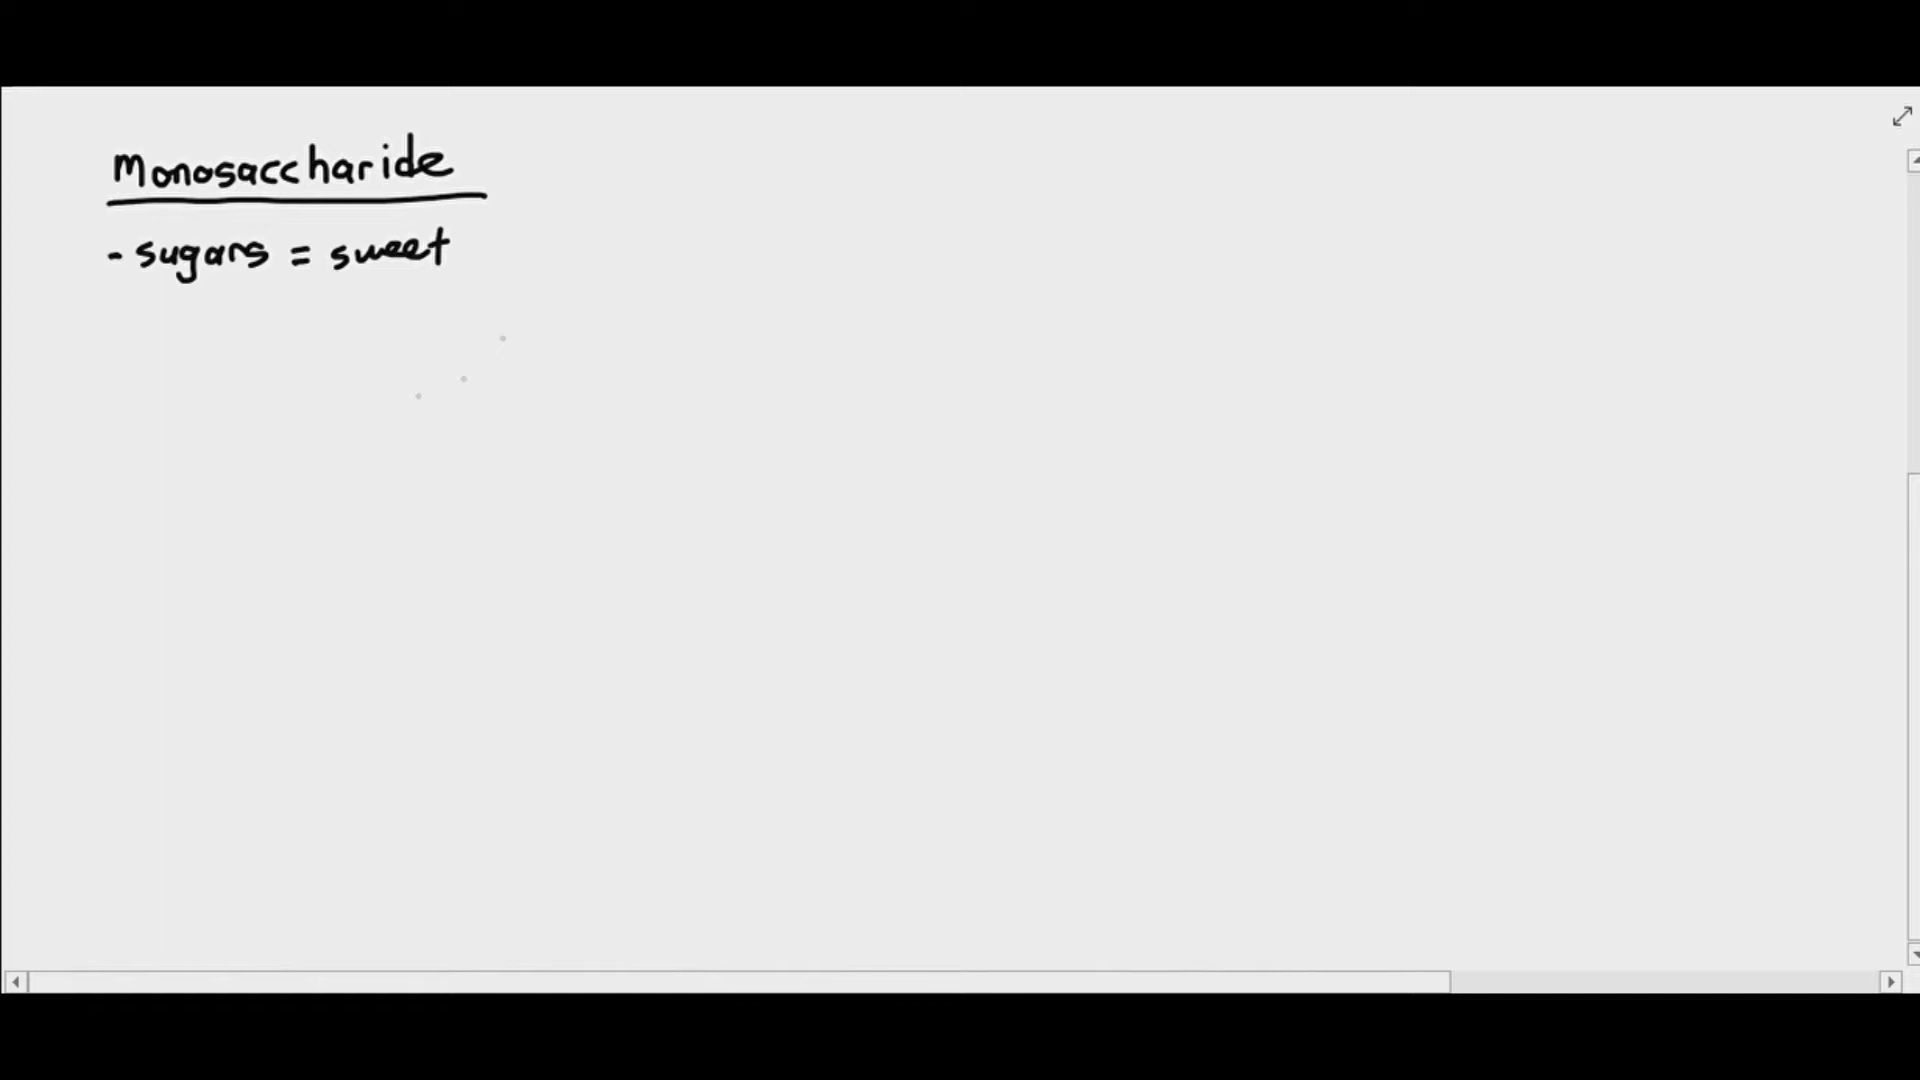 Monosaccharide
- sugars = sweet